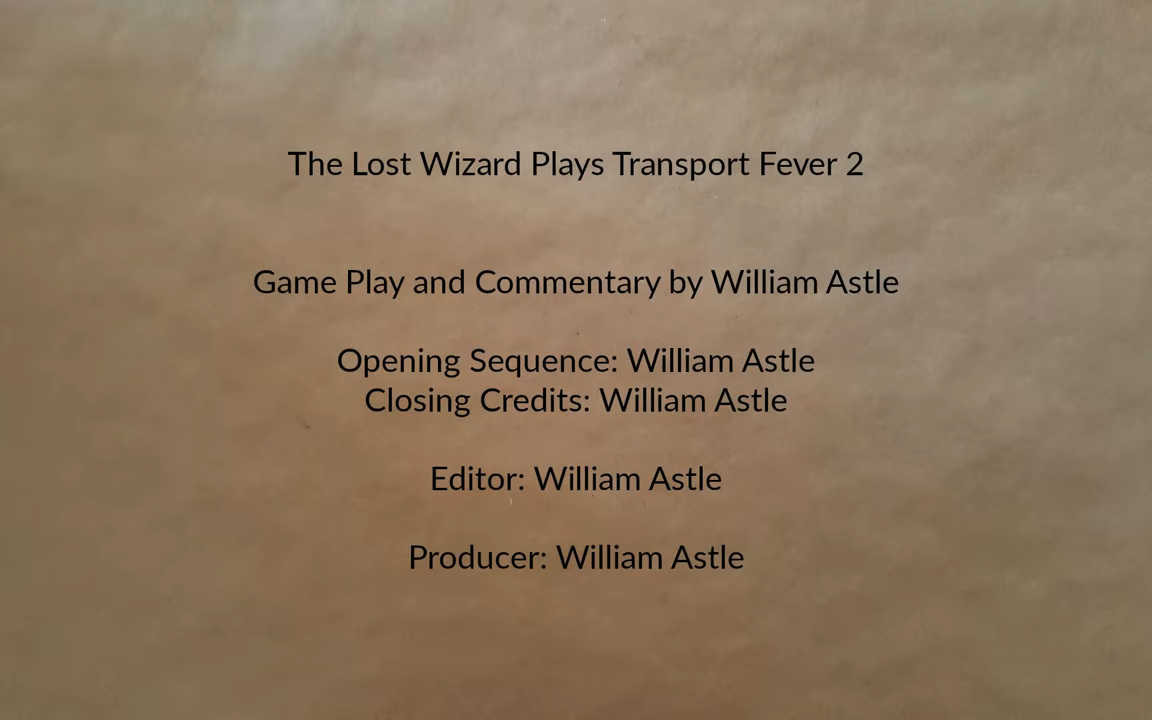 The Lost Wizard Plays Transport Fever 2
Game Play and Commentary by William Astle
Opening Sequence: William Astle
Closing Credits: William Astle
Editor: William Astle
Producer: William Astle